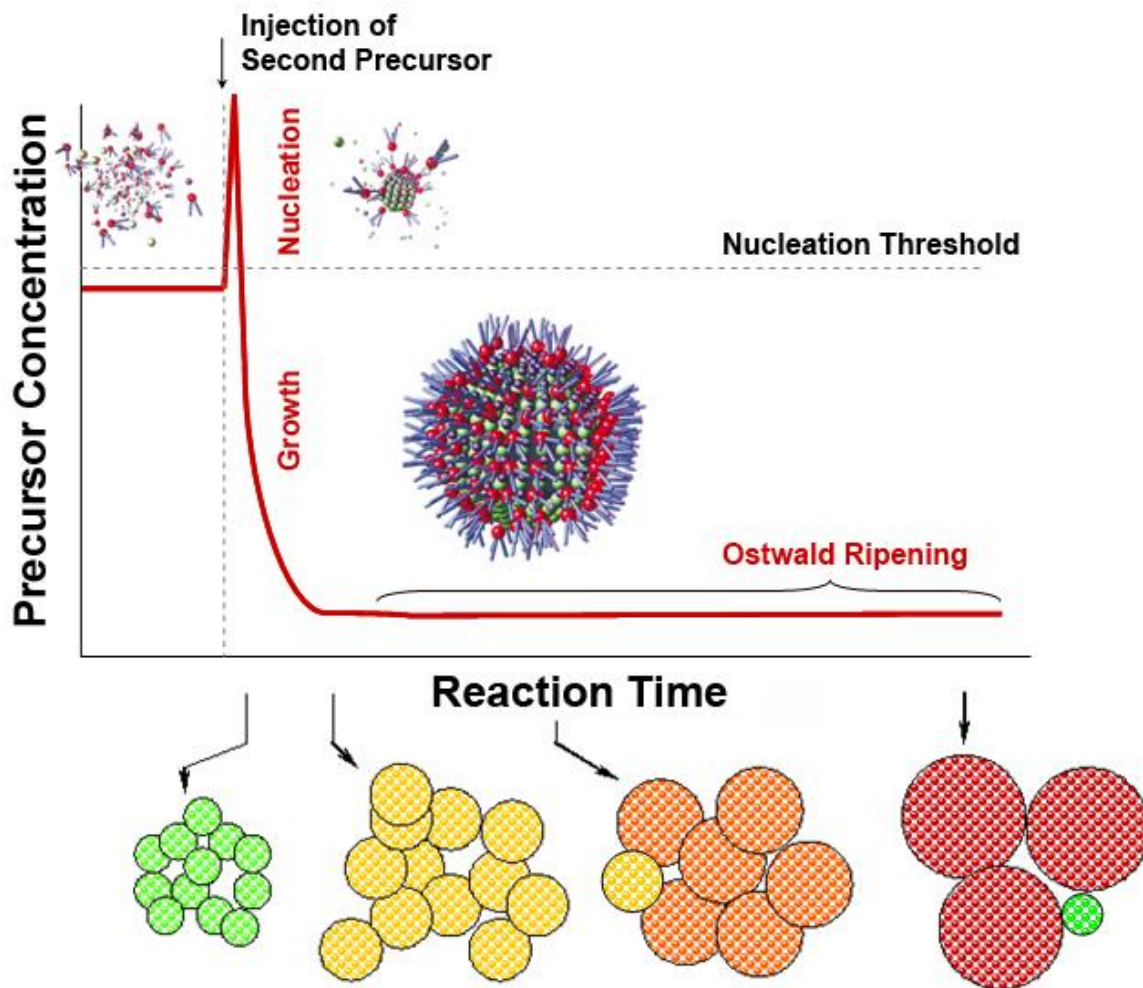 Injection of
Second Precursor
Precursor Concentration
Nucleation
Nucleation Threshold
Growth
Ostwald Ripening
Reaction Time